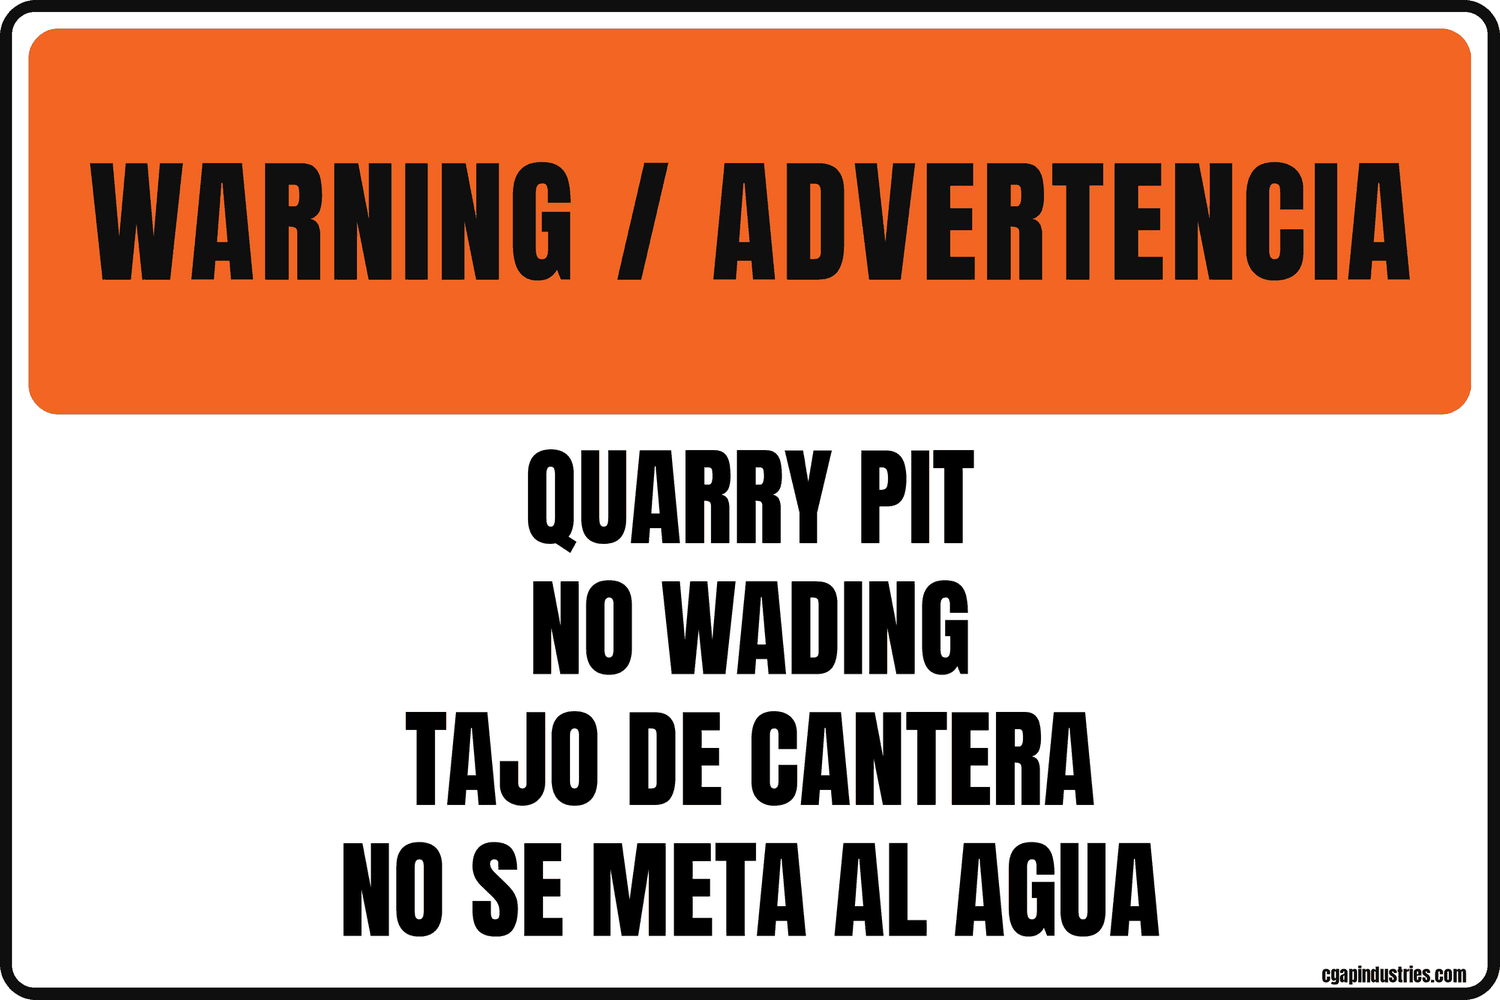 WARNING / ADVERTENCIA
QUARRY PIT
NO WADING
TAJO DE CANTERA
NO SE META AL AGUA
cgapindustries.com